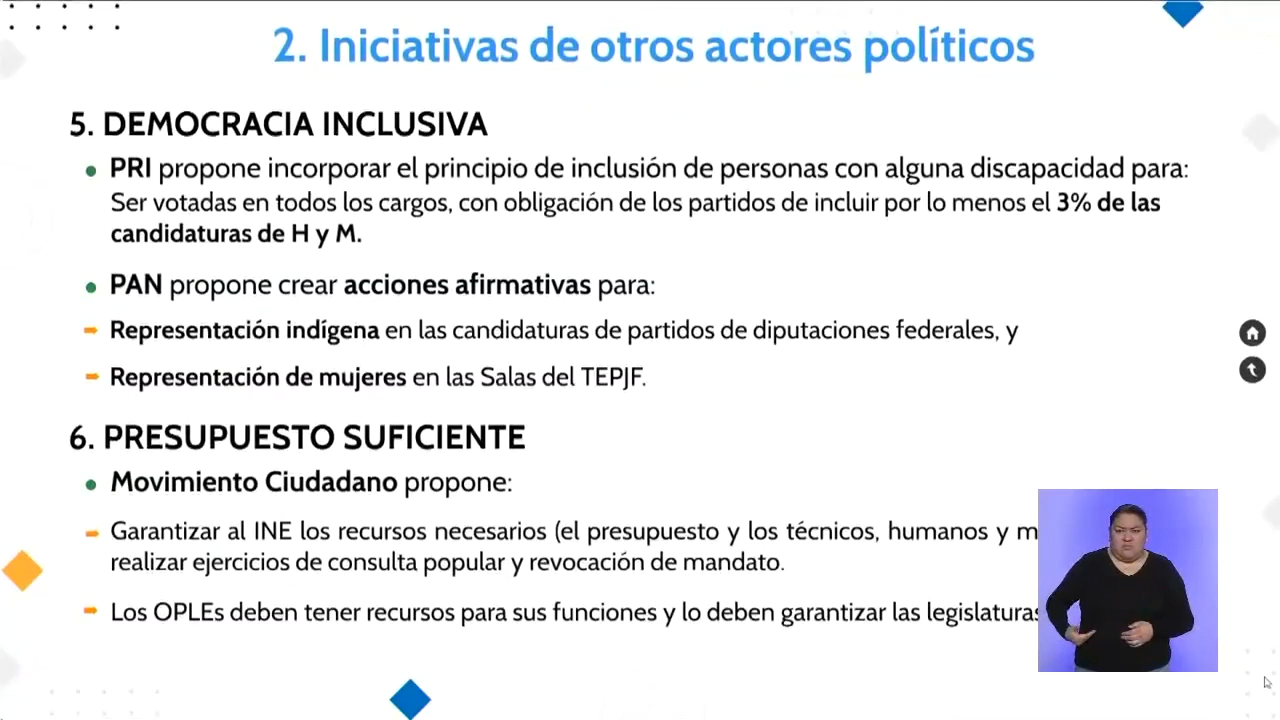 2. Iniciativas de otros actores políticos
5. DEMOCRACIA INCLUSIVA
PRI propone incorporar el principio de inclusión de personas con alguna discapacidad para:
Ser votadas en todos los cargos, con obligación de los partidos de incluir por lo menos el 3% de las
candidaturas de H y M.
PAN propone crear acciones afirmativas para:
Representación indígena en las candidaturas de partidos de diputaciones federales, y
Representación de mujeres en las Salas del TEPJF.
6. PRESUPUESTO SUFICIENTE
Movimiento Ciudadano propone:
Garantizar al INE los recursos necesarios (el presupuesto y los técnicos, humanos y
realizar ejercicios de consulta popular y revocación de mandato.
Los OPLEs deben tener recursos para sus funciones y lo deben garantizar las legislaturas